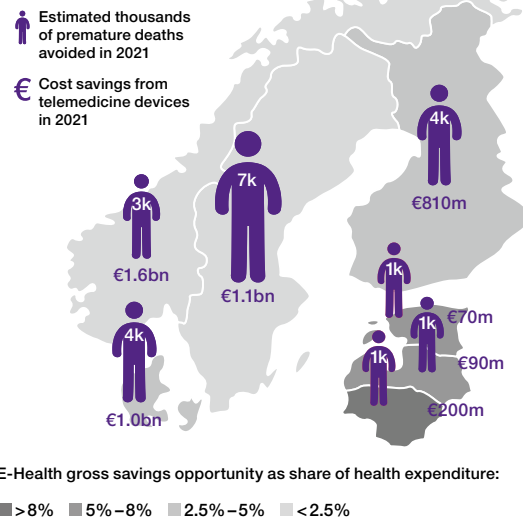 Estimated thousands
of premature deaths
avoided in 2021
€ Cost savings from
telemedicine devices
in 2021
4k
€810m
7k
€1.1bn
3k
€1.6bn
1k
€70m
4k
€1.0bn
1k
€90m
1k
€200m
E-Health gross savings opportunity as share of health expenditure:
>8% 5%–8% 2.5%–5% <2.5%